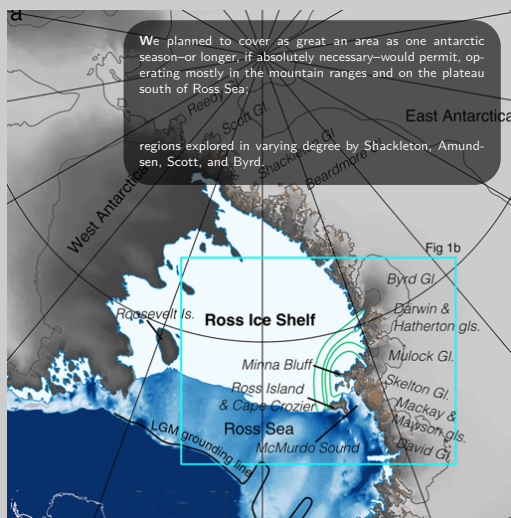 a
We planned to cover as great an area as one antarctic
season–or longer, if absolutely necessary–would permit, op-
erating mostly in the mountain ranges and on the plateau
south of Ross Sea;
regions explored in varying degree by Shackleton, Amund-
sen, Scott, and Byrd.
Reedy Gl.
Scott Gl.
East Antarctica
Shackleton Gl
Beardmore Gl
West Antarctica
Fig 1b
Byrd Gl.
Roosevelt Is.
Ross Ice Shelf
Darwin &
Hatherton gls.
Minna Bluff
Mulock Gl.
Ross Island
& Cape Crozier
Skelton Gl.
Mackay &
Mawson gls.
Ross Sea
LGM grounding line
McMurdo Sound
David Gl.